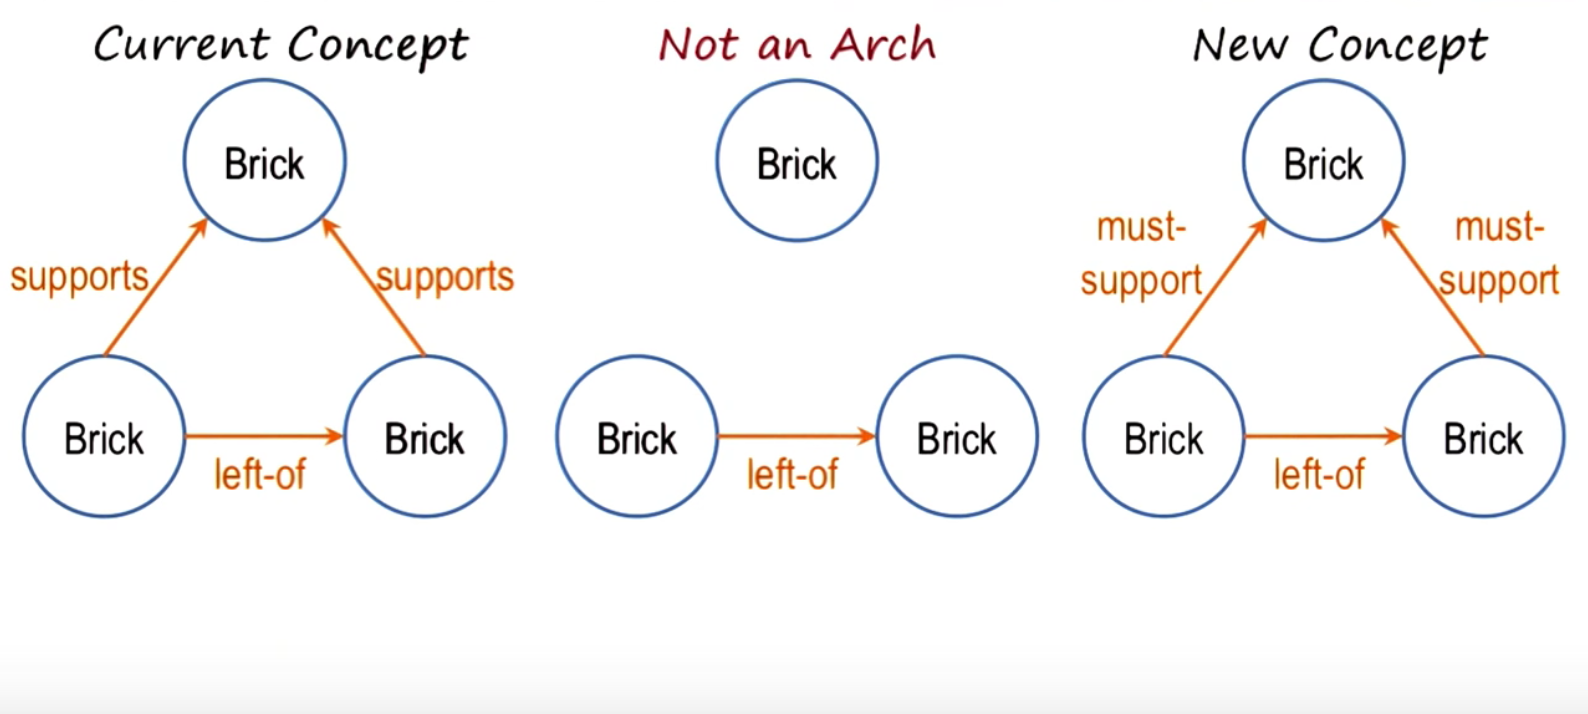 Current Concept
Not an Arch
New Concept
Brick
Brick
Brick
supports
supports
must-
support
must-
support
Brick
left-of
Brick
Brick
left-of
Brick
Brick
left-of
Brick